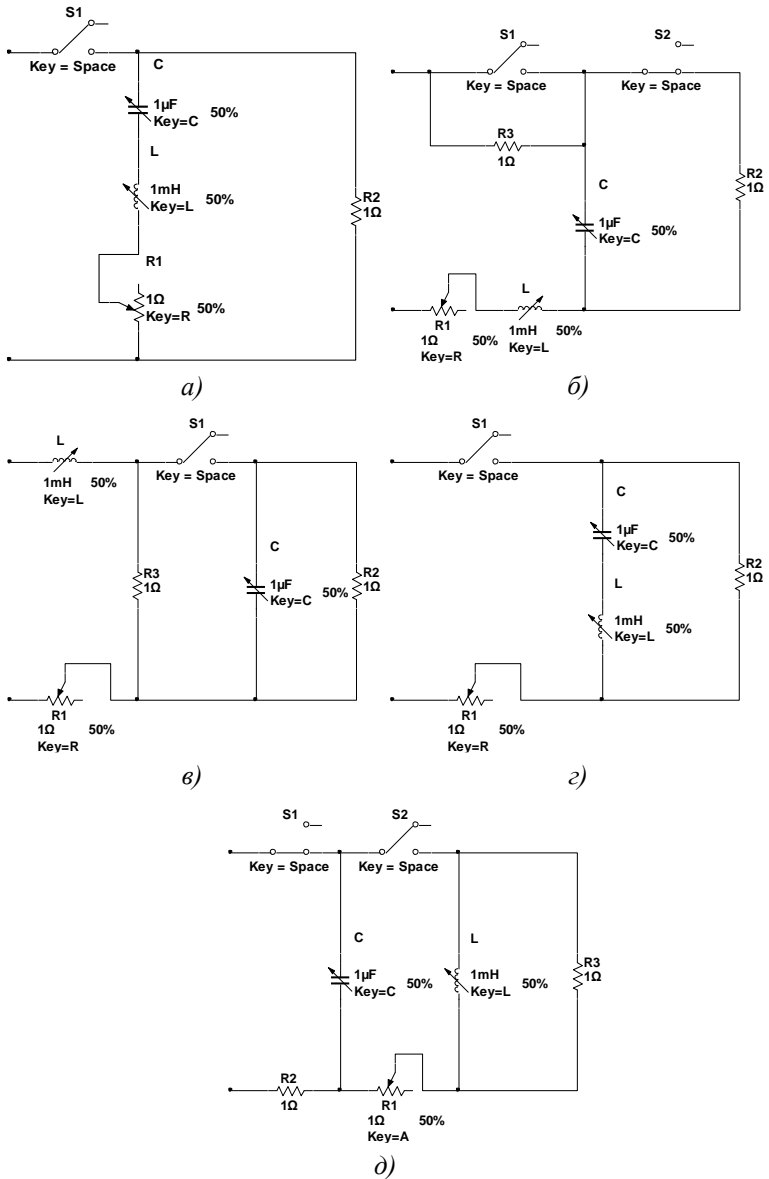 S1
Key = Space
C
1µF
Key=C 50%
L
1mH
Key=L 50%
R1
1Ω
Key=R 50%
R2
1Ω
а)
S1
Key = Space
S2
Key = Space
R3
1Ω
C
1µF
Key=C 50%
R2
1Ω
R1
1Ω
Key=R 50%
L
1mH 50%
Key=L
б)
L
1mH 50%
Key=L
S1
Key = Space
R3
1Ω
C
1µF
Key=C 50%
R2
1Ω
R1
1Ω 50%
Key=R
в)
S1
Key = Space
C
1µF
Key=C 50%
L
1mH
Key=L 50%
R2
1Ω
R1
1Ω 50%
Key=R
г)
S1
Key = Space
S2
Key = Space
C
1µF
Key=C 50%
L
1mH
Key=L 50%
R3
1Ω
R2
1Ω
R1
1Ω 50%
Key=A
д)